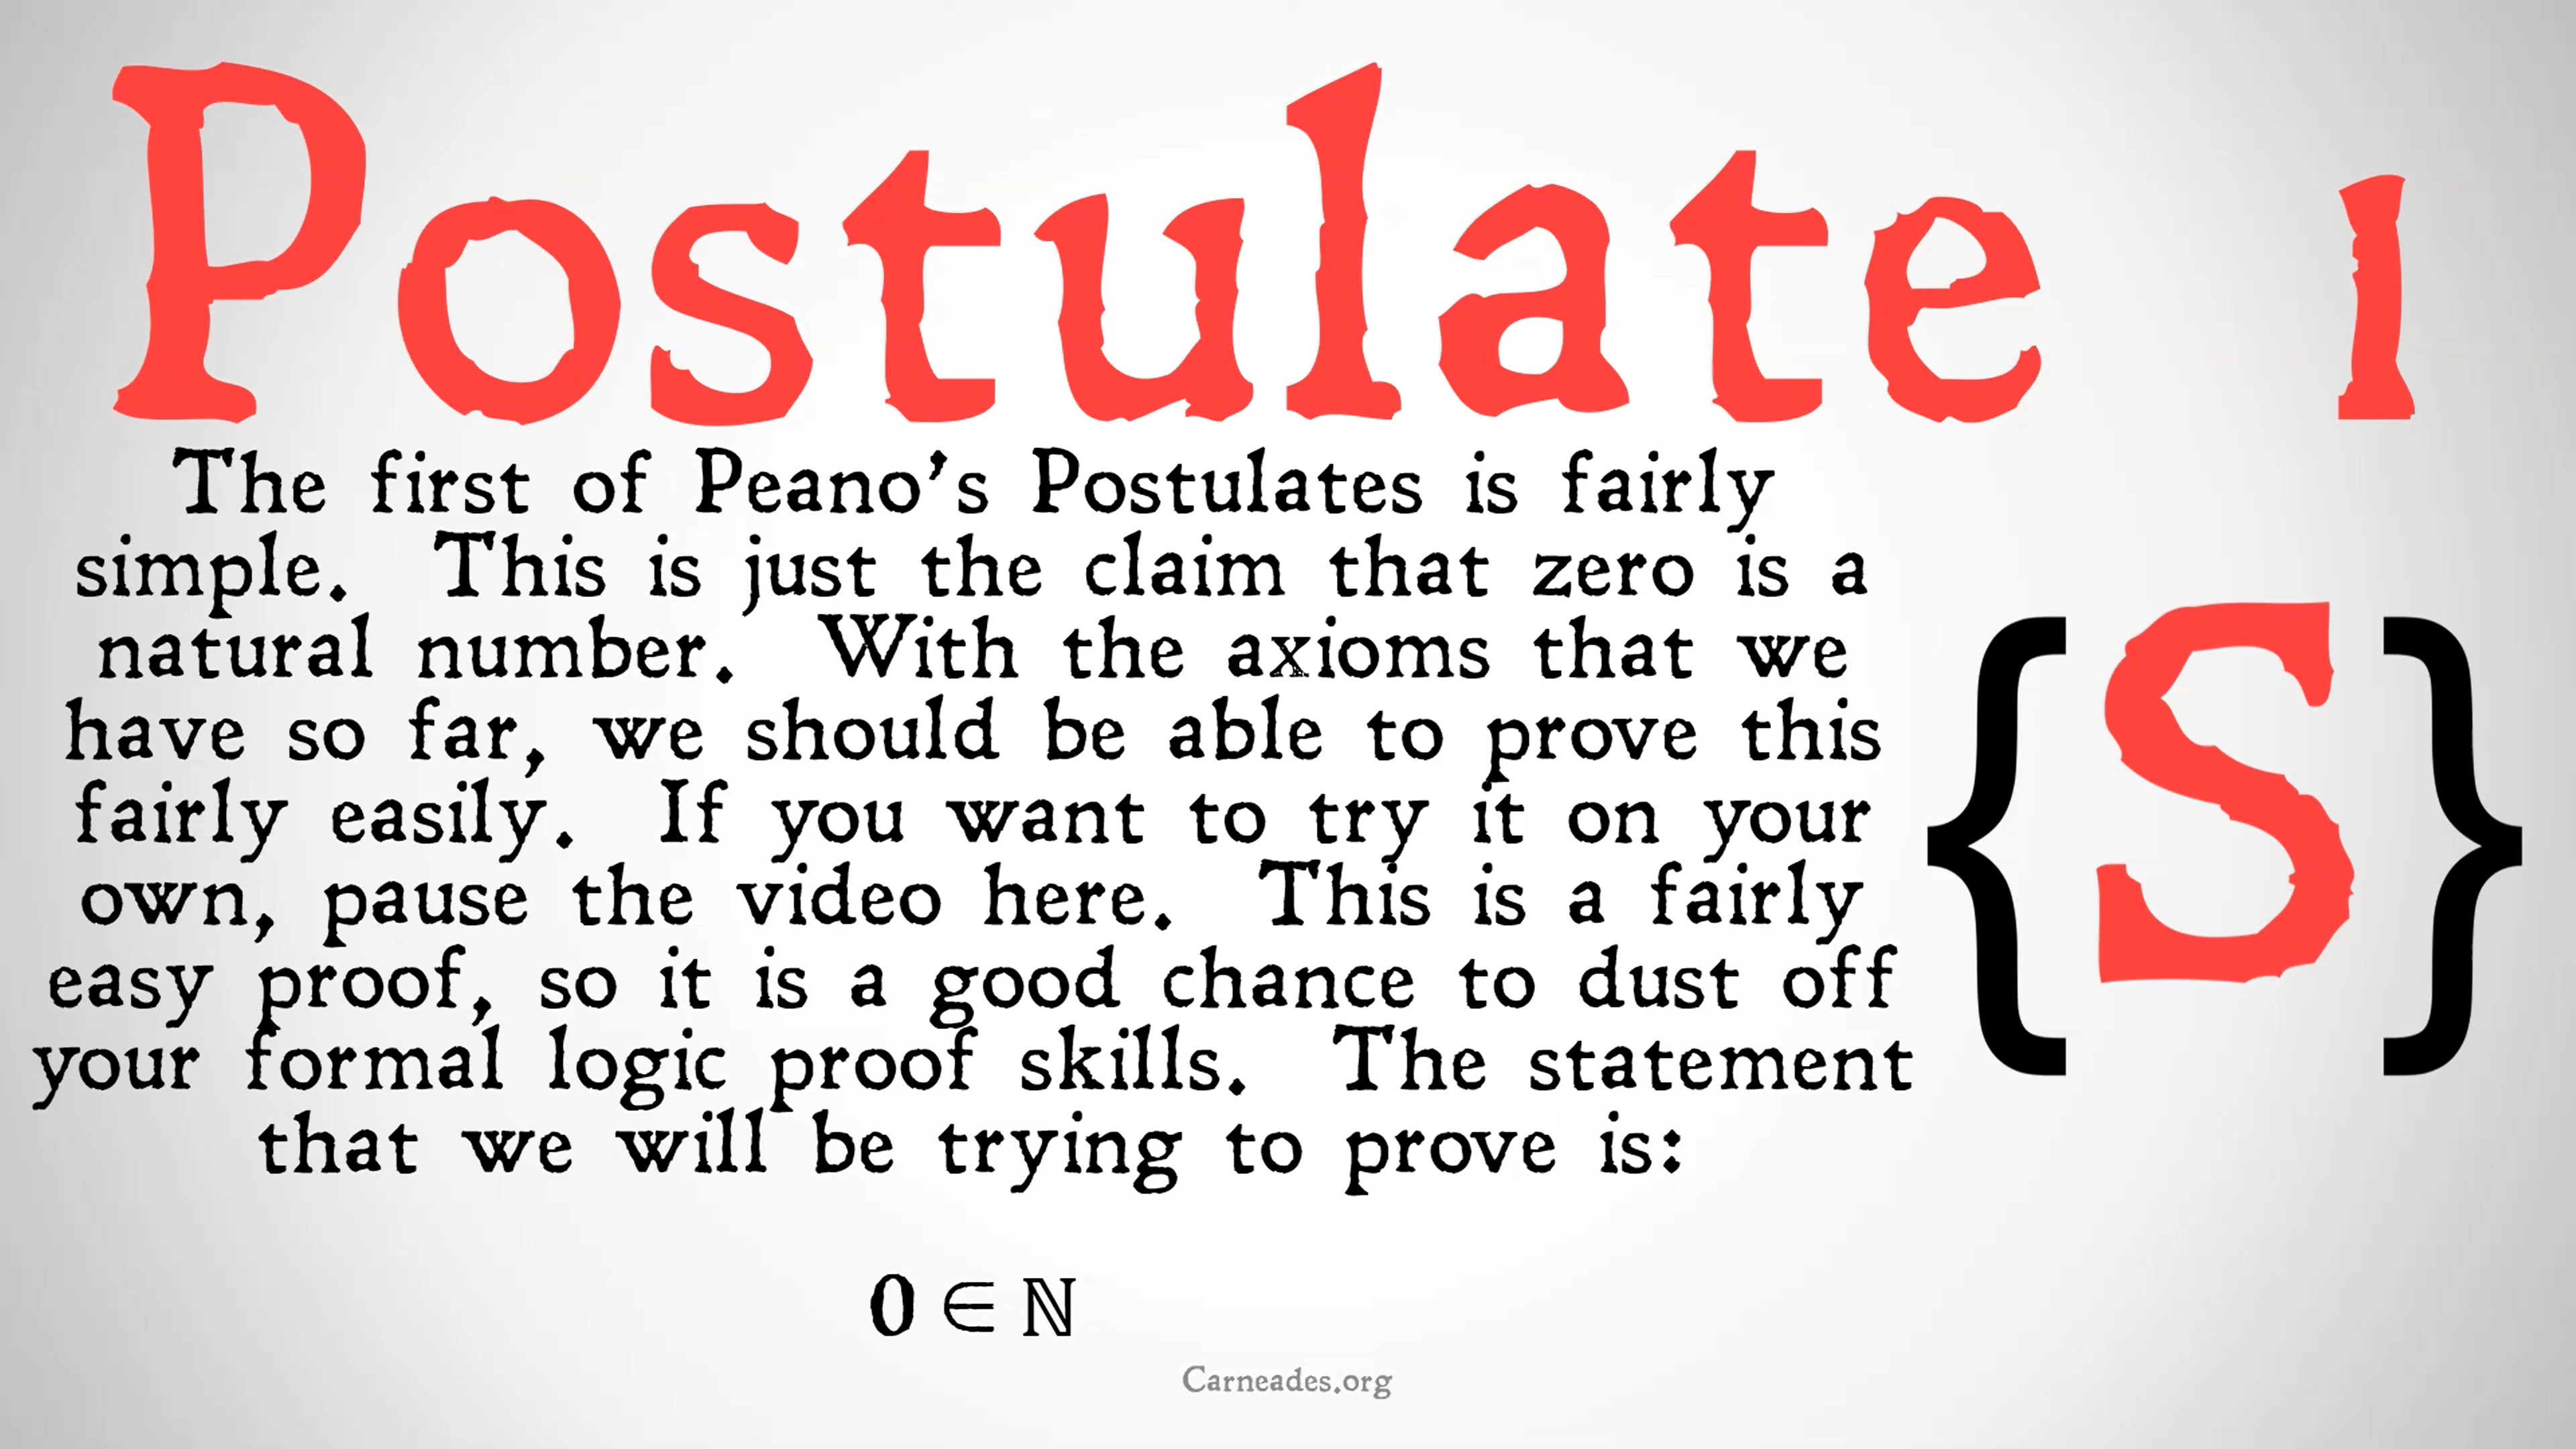 Postulate 1
The first of Peano's Postulates is fairly
simple. This is just the claim that zero is a
natural number. With the axioms that we
have so far, we should be able to prove this
fairly easily. If you want to try it on your
own, pause the video here. This is a fairly
easy proof, so it is a good chance to dust off
your formal logic proof skills. The statement
that we will be trying to prove is:
{S}
0 ∈ ℕ
Carneades.org